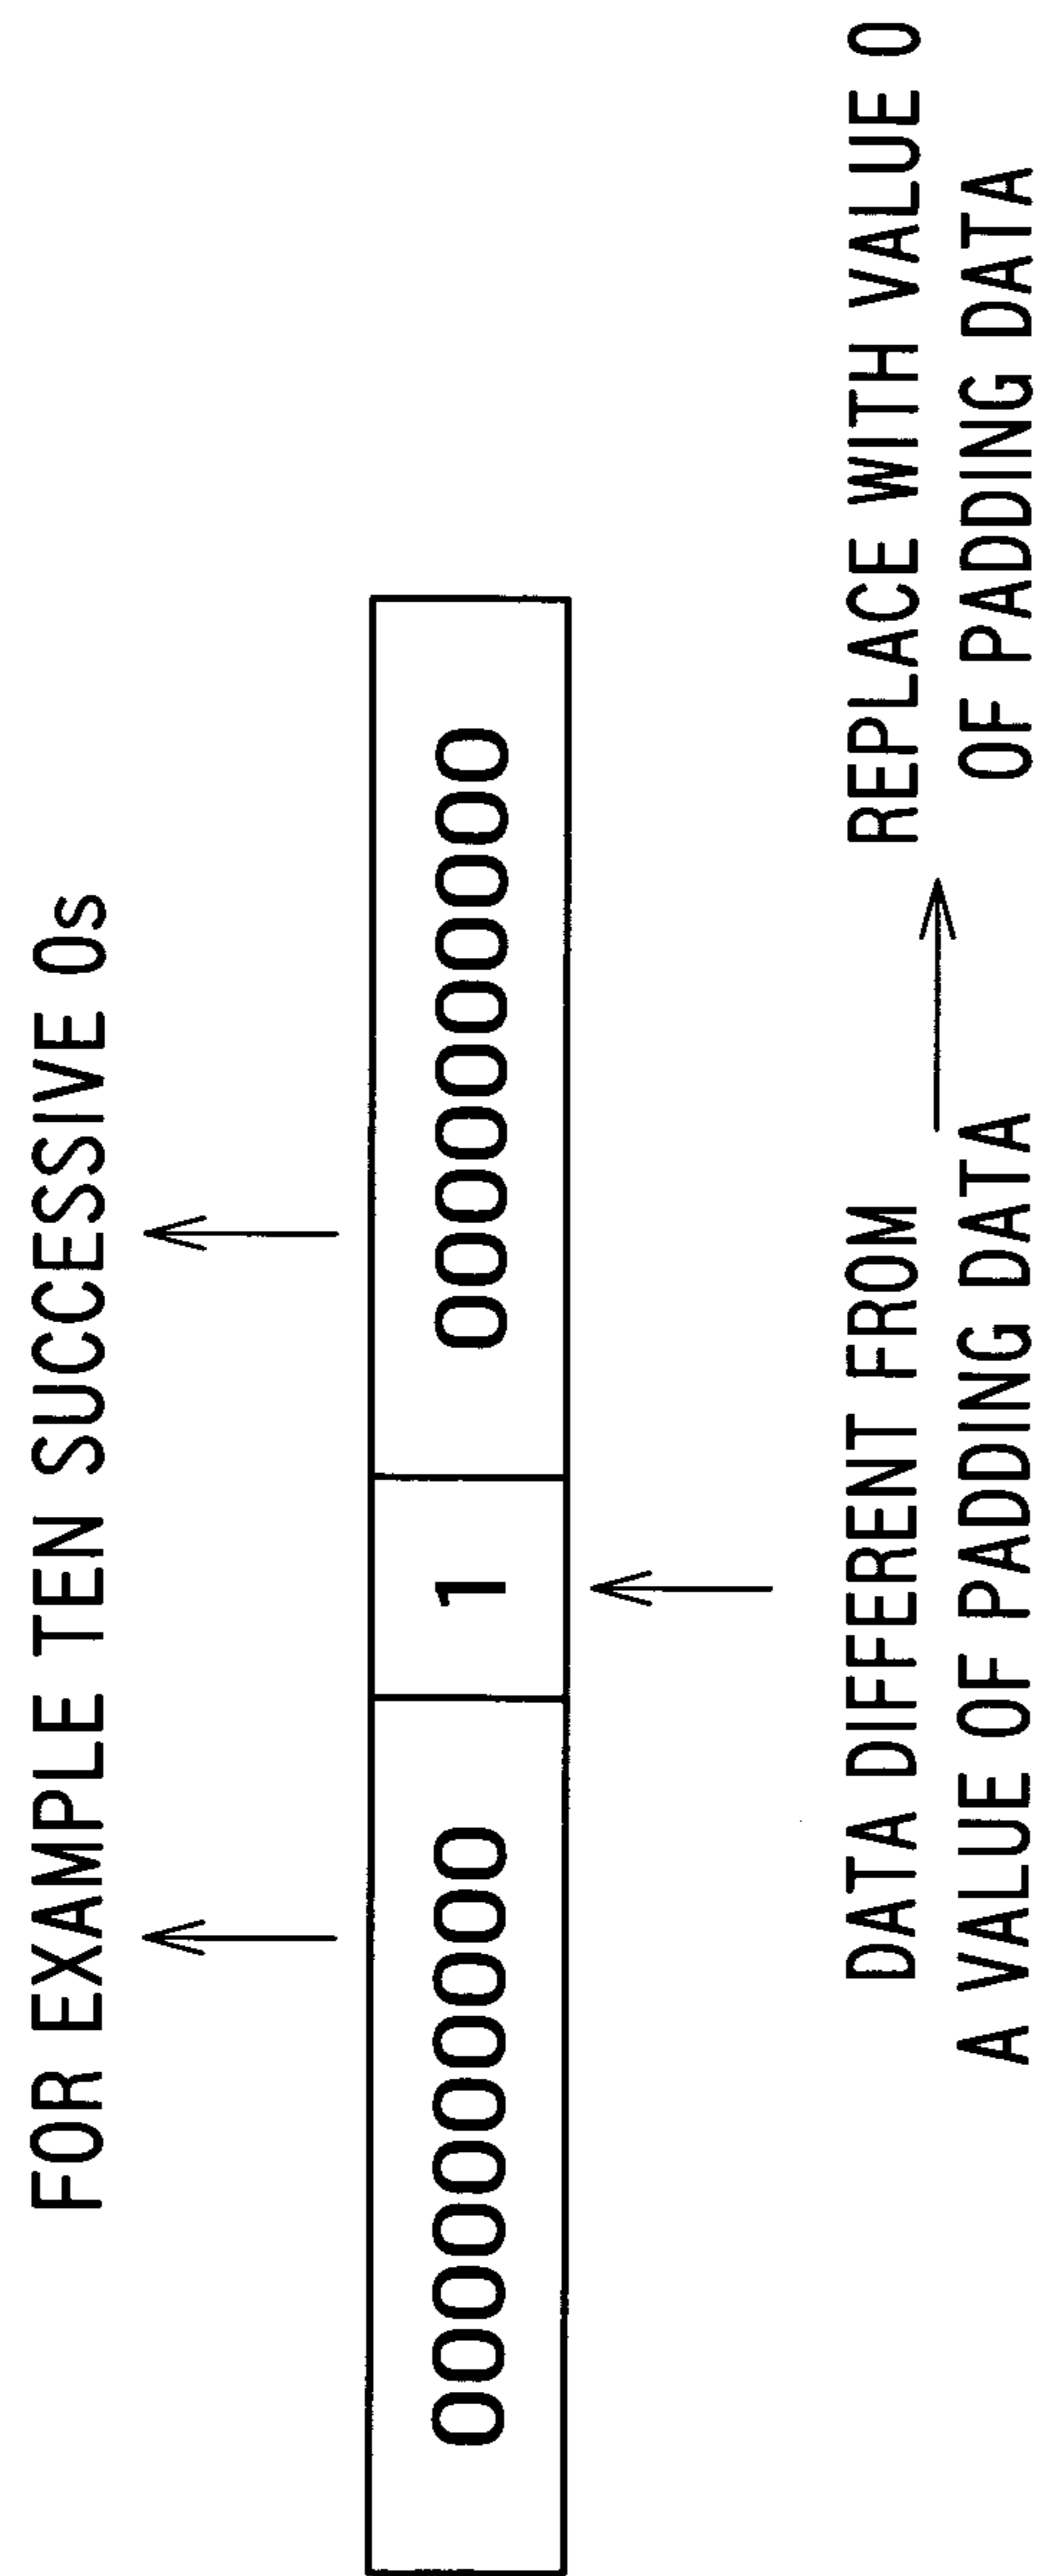 FOR EXAMPLE TEN SUCCESSIVE 0s
0000000000 1 0000000000
DATA DIFFERENT FROM
A VALUE OF PADDING DATA
REPLACE WITH VALUE 0
OF PADDING DATA